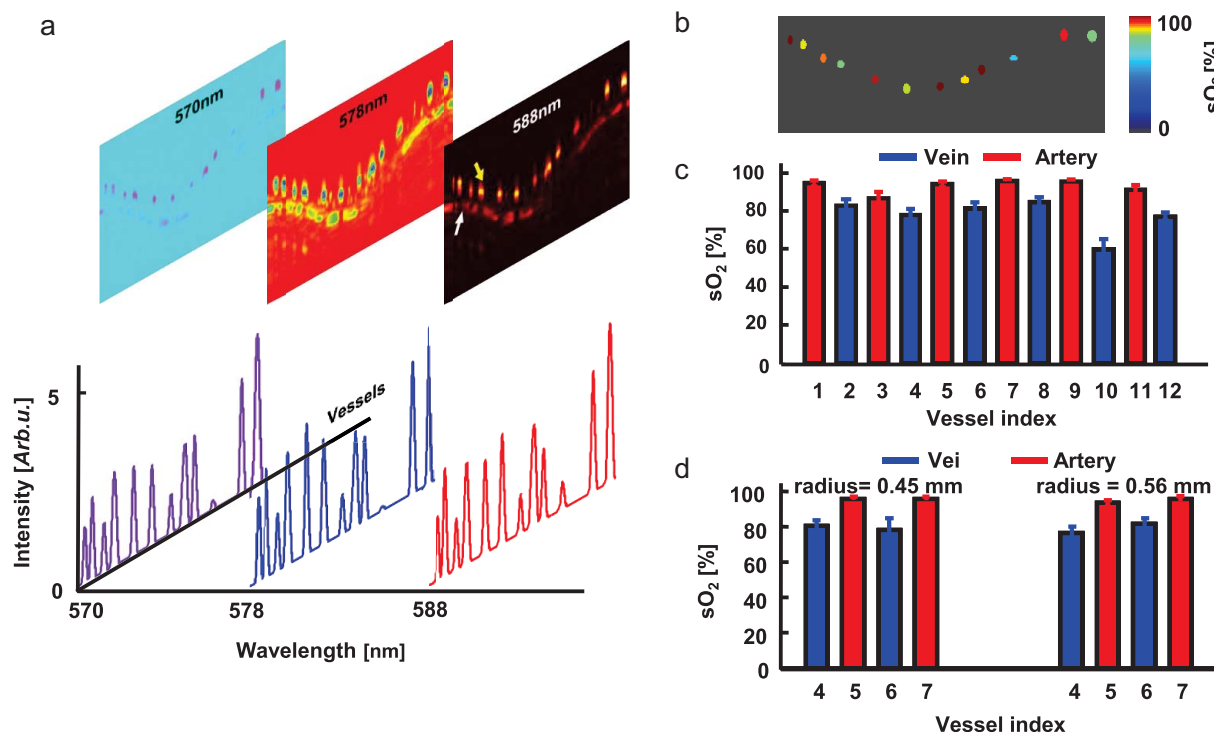 a
570nm
578nm
588nm
Intensity [Arb.u.]
5
0
Vessels
570
578
588
Wavelength [nm]
b
100
0
c
Vein
Artery
sO2 [%]
100
80
60
40
20
0
1 2 3 4 5 6 7 8 9 10 11 12
Vessel index
d
Vei
Artery
radius= 0.45 mm
radius = 0.56 mm
sO2 [%]
100
80
60
40
20
0
4 5 6 7
4 5 6 7
Vessel index